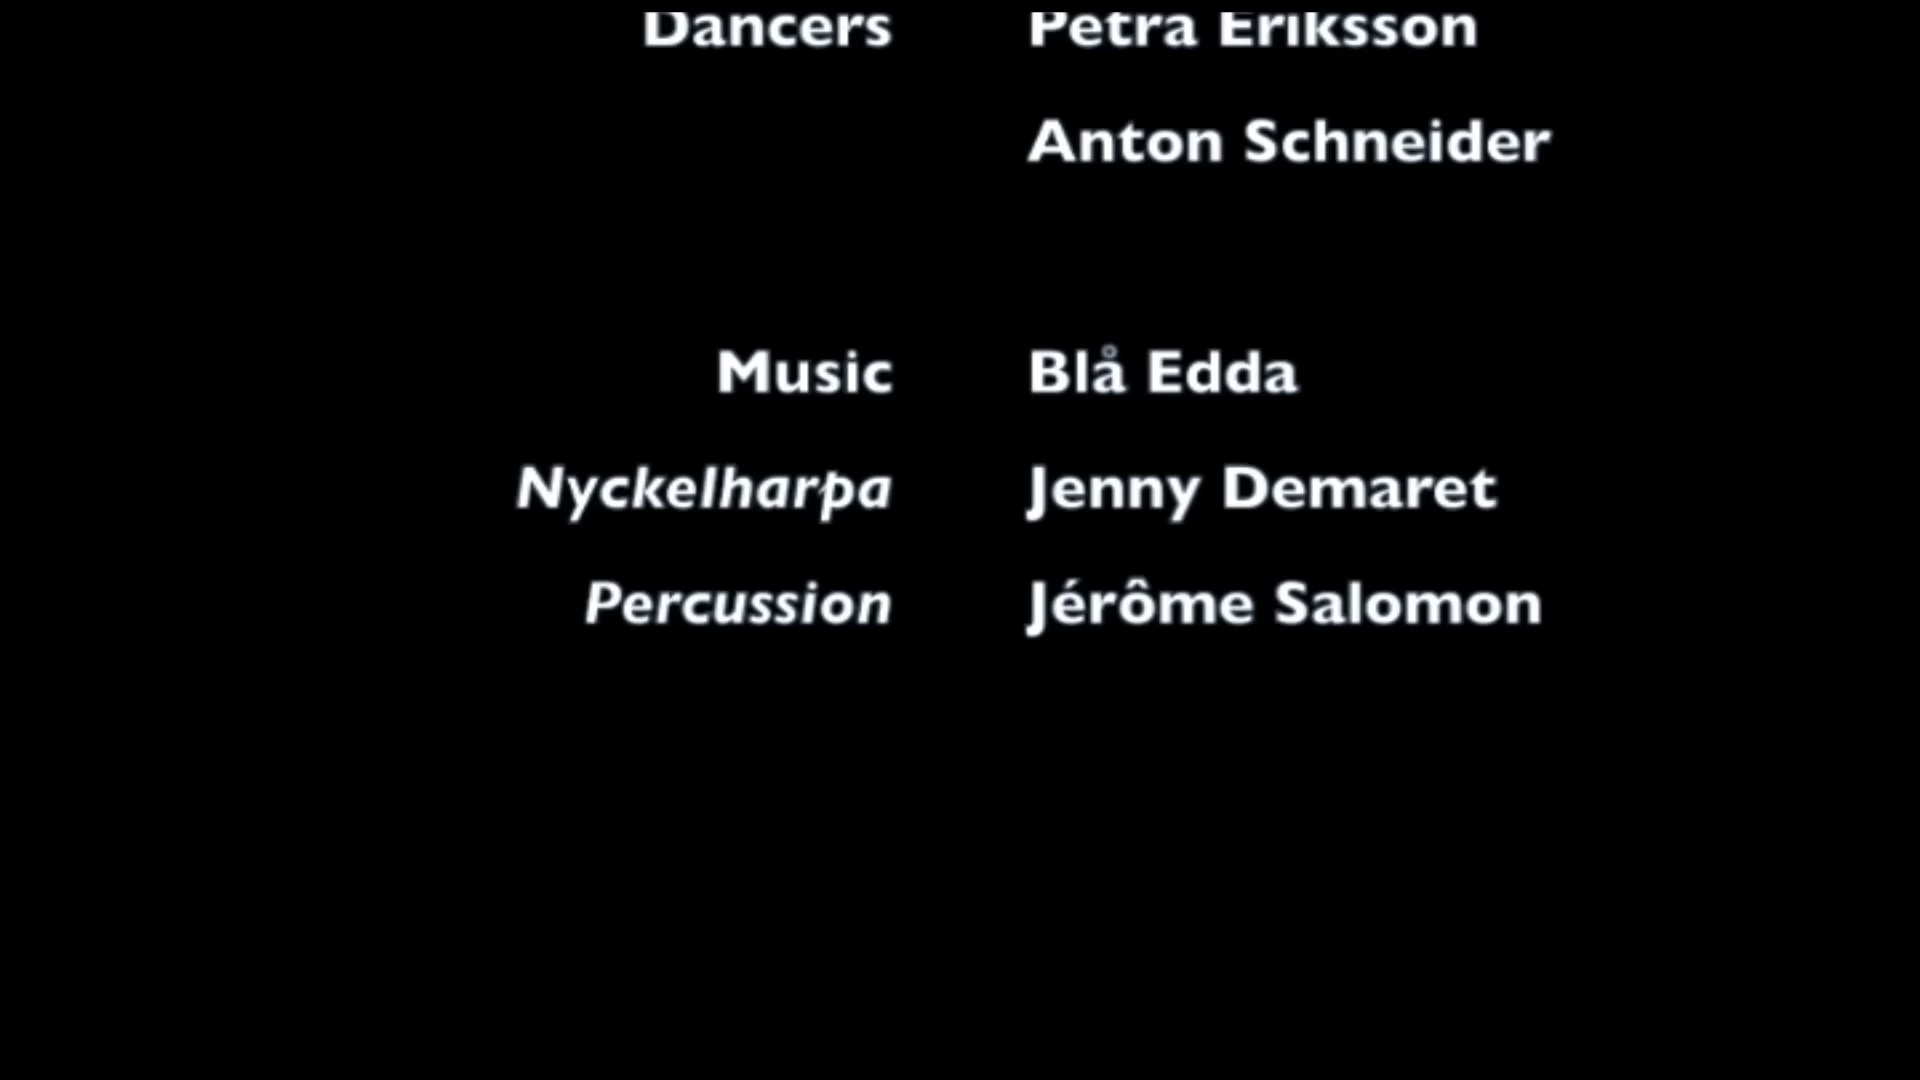 Dancers Petra Eriksson
Anton Schneider
Music Blå Edda
Nyckelharpa Jenny Demaret
Percussion Jérôme Salomon